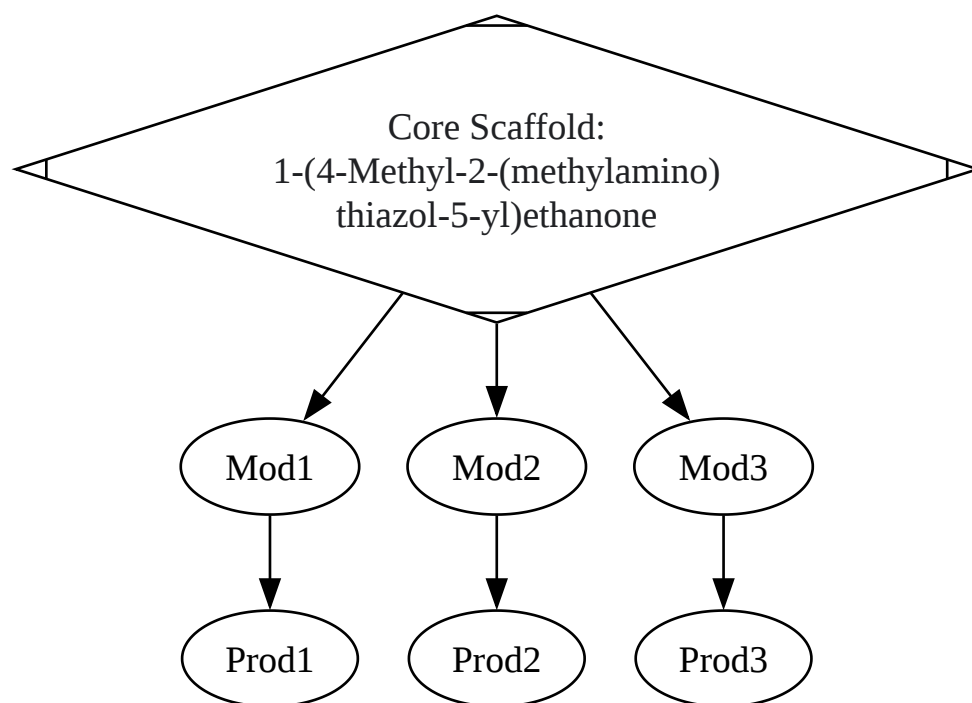 Core Scaffold:
1-(4-Methyl-2-(methylamino)
thiazol-5-yl)ethanone
Mod1
Mod2
Mod3
Prod1
Prod2
Prod3